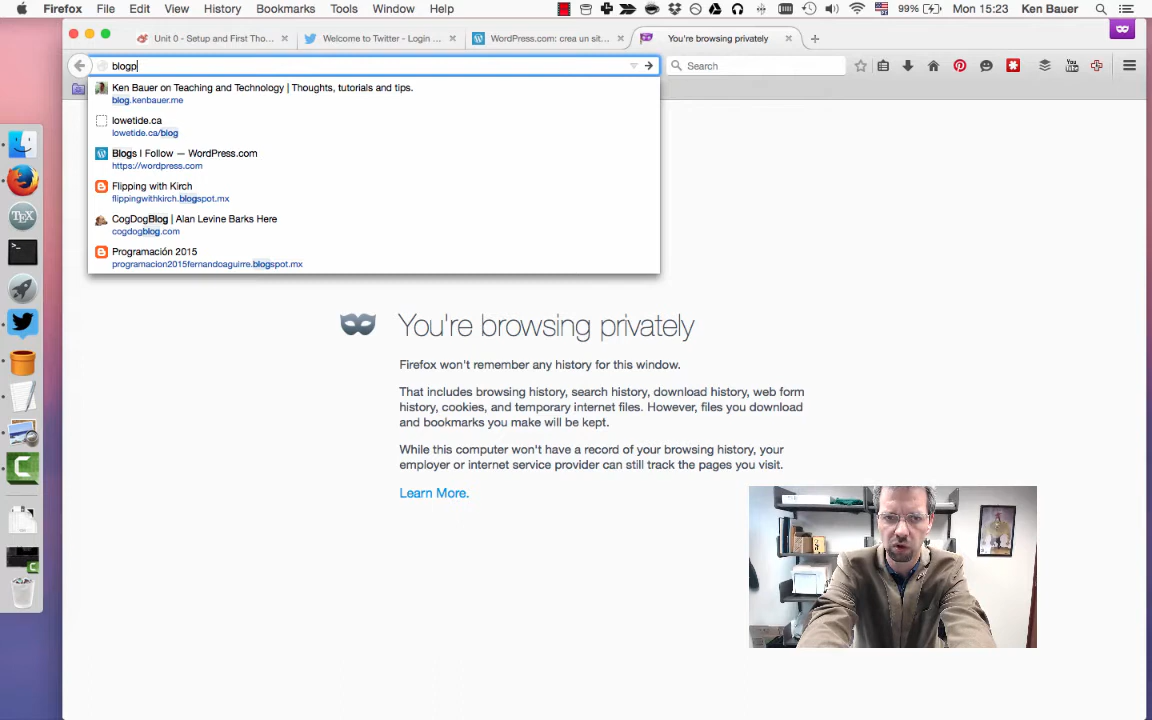 Firefox File Edit View History Bookmarks Tools Window Help 99% Mon 15:23 Ken Bauer
Unit 0 - Setup and First Tho... Welcome to Twitter - Login ... WordPress.com: crea un sit... You're browsing privately
blogp Search
Ken Bauer on Teaching and Technology | Thoughts, tutorials and tips.
blog.kenbauer.me
lowetide.ca
lowetide.ca/blog
Blogs I Follow — WordPress.com
https://wordpress.com
Flipping with Kirch
flippingwithkirch.blogspot.mx
CogDogBlog | Alan Levine Barks Here
cogdogblog.com
Programación 2015
programacion2015fernandoaguirre.blogspot.mx
You're browsing privately
Firefox won't remember any history for this window.
That includes browsing history, search history, download history, web form
history, cookies, and temporary internet files. However, files you download
and bookmarks you make will be kept.
While this computer won't have a record of your browsing history, your
employer or internet service provider can still track the pages you visit.
Learn More.
TEX